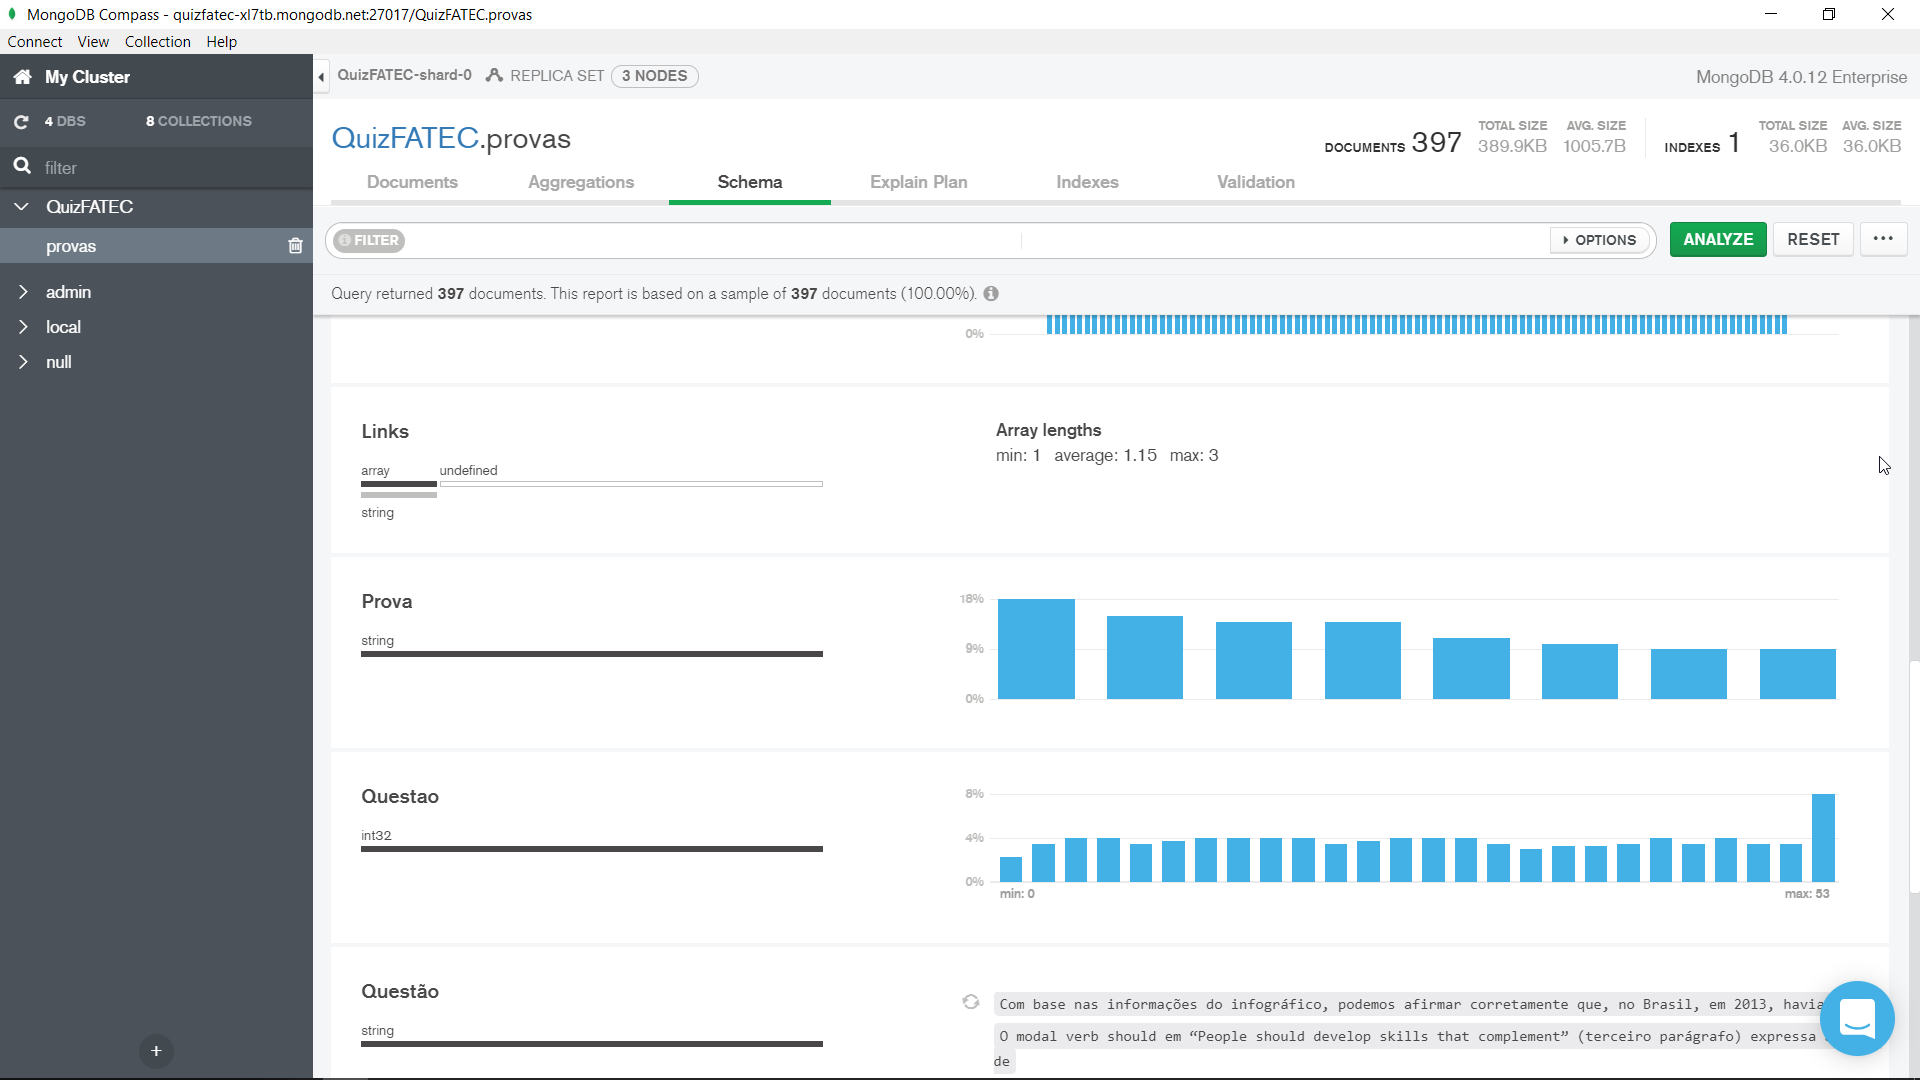 MongoDB Compass - quizfatec-xl7tb.mongodb.net:27017/QuizFATEC.provas
Connect View Collection Help
My Cluster
QuizFATEC-shard-0 REPLICA SET 3 NODES
MongoDB 4.0.12 Enterprise
4 DBS 8 COLLECTIONS
filter
QuizFATEC
provas
admin
local
null
QuizFATEC.provas
DOCUMENTS 397 TOTAL SIZE 389.9KB AVG. SIZE 1005.7B INDEXES 1 TOTAL SIZE 36.0KB AVG. SIZE 36.0KB
Documents Aggregations Schema Explain Plan Indexes Validation
FILTER OPTIONS ANALYZE RESET
Query returned 397 documents. This report is based on a sample of 397 documents (100.00%).
0%
Links
array undefined
string
Array lengths
min: 1 average: 1.15 max: 3
Prova
string
18%
9%
0%
Questao
int32
8%
4%
0%
min: 0 max: 53
Questão
string
Com base nas informações do infográfico, podemos afirmar corretamente que, no Brasil, em 2013, havia
O modal verb should em “People should develop skills that complement” (terceiro parágrafo) expressa
de